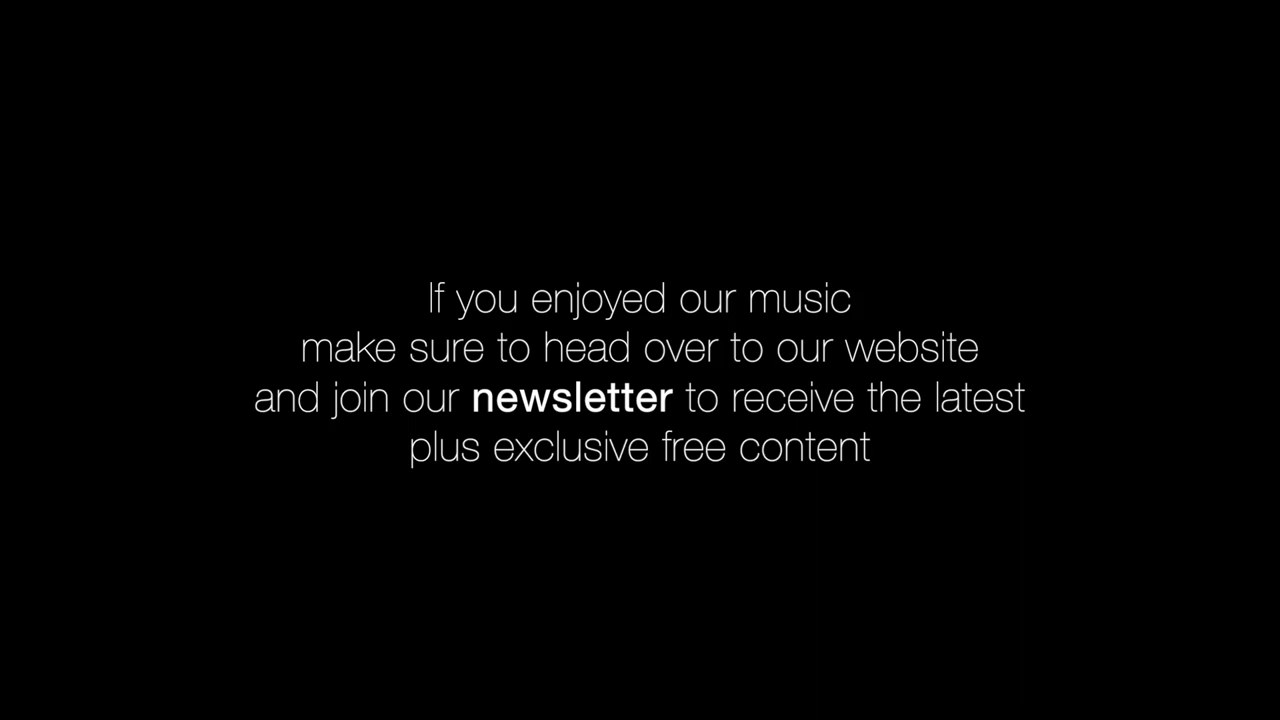 If you enjoyed our music
make sure to head over to our website
and join our newsletter to receive the latest
plus exclusive free content